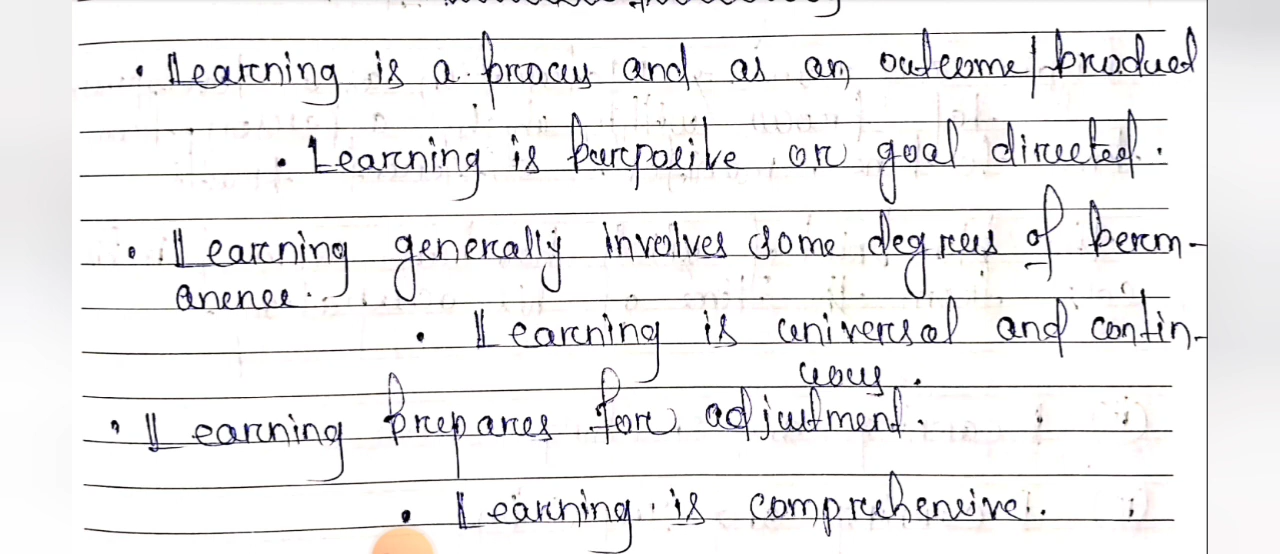 • Learning is a process and as an outcome/product
• Learning is purposive or goal directed.
• Learning generally involves some degrees of perm-
anence.
• Learning is universal and contin-
uous.
• Learning prepares for adjustment.
• Learning is comprehensive.